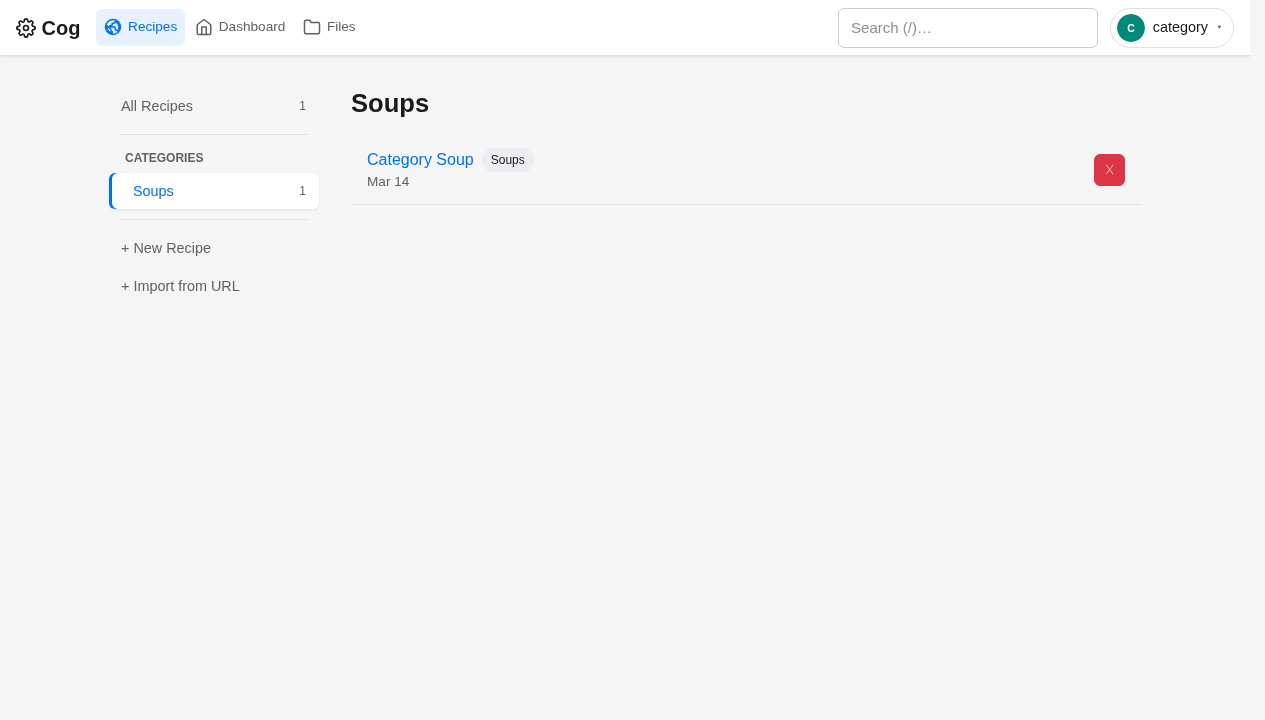 Cog
Recipes
Dashboard
Files
Search (/)…
C
category
All Recipes 1
CATEGORIES
Soups 1
+ New Recipe
+ Import from URL
Soups
Category Soup Soups
Mar 14
X